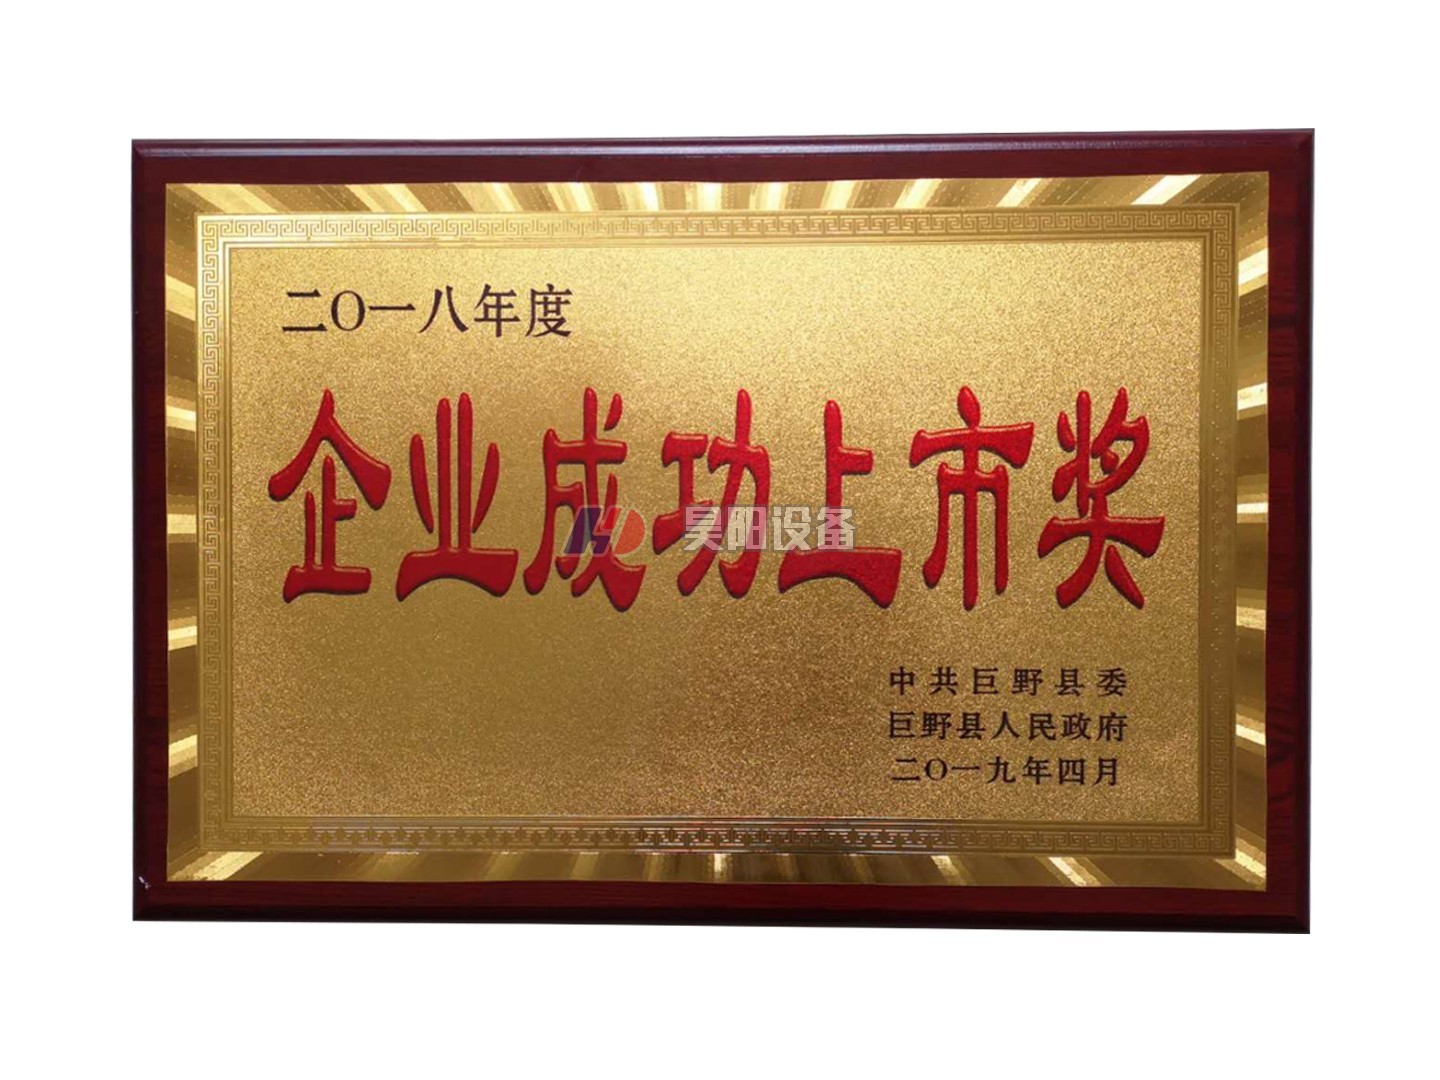 二〇一八年度
企业成功上市奖
昊阳设备
中共巨野县委
巨野县人民政府
二〇一九年四月